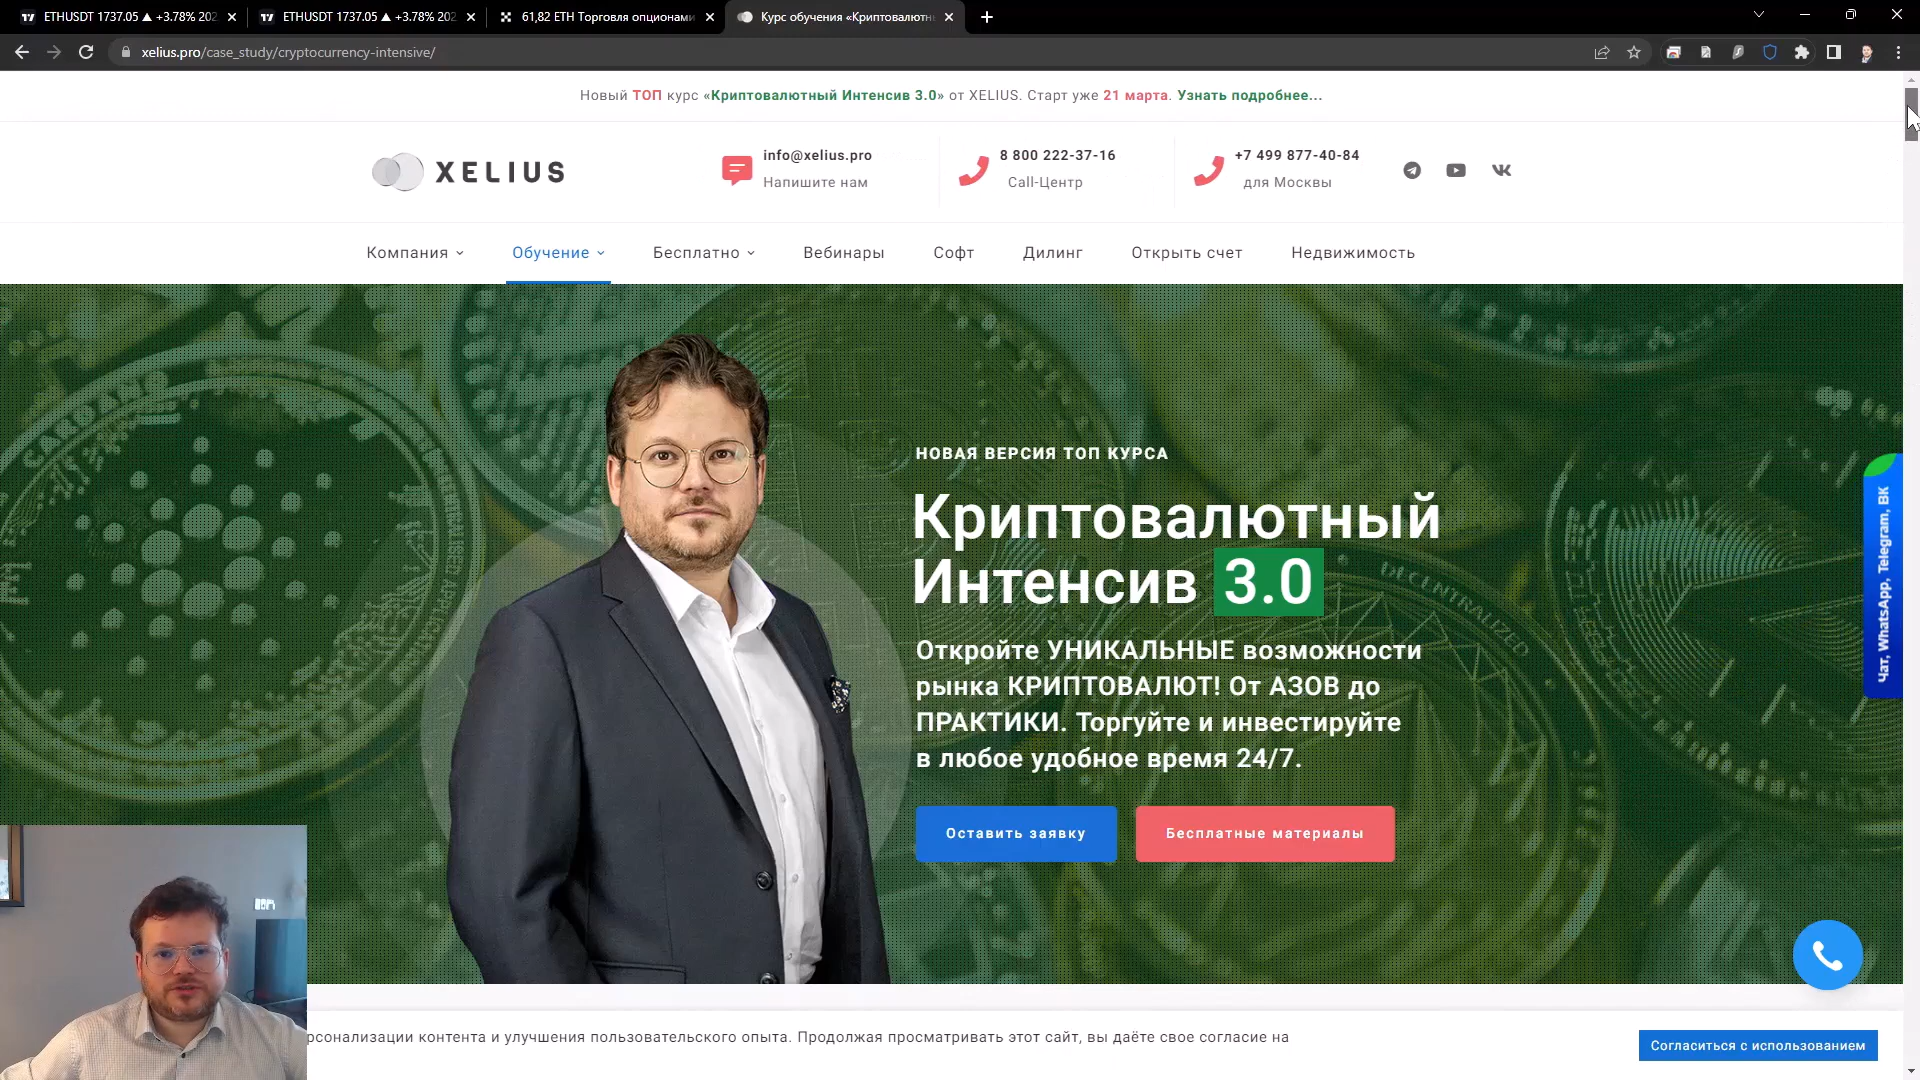 ETHUSDT 1737.05 ▲ +3.78% 202
ETHUSDT 1737.05 ▲ +3.78% 202
61,82 ETH Торговля опционами
Курс обучения «Криптовалютн
xelius.pro/case_study/cryptocurrency-intensive/
Новый ТОП курс «Криптовалютный Интенсив 3.0» от XELIUS. Старт уже 21 марта. Узнать подробнее...
XELIUS
info@xelius.pro
Напишите нам
8 800 222-37-16
Call-Центр
+7 499 877-40-84
для Москвы
Компания
Обучение
Бесплатно
Вебинары
Софт
Дилинг
Открыть счет
Недвижимость
CARDANO
DECENTRALIZED
НОВАЯ ВЕРСИЯ ТОП КУРСА
Криптовалютный
Интенсив 3.0
Откройте УНИКАЛЬНЫЕ возможности
рынка КРИПТОВАЛЮТ! От АЗОВ до
ПРАКТИКИ. Торгуйте и инвестируйте
в любое удобное время 24/7.
Оставить заявку
Бесплатные материалы
Чат, WhatsApp, Telegram, ВК
рсонализации контента и улучшения пользовательского опыта. Продолжая просматривать этот сайт, вы даёте свое согласие на
Согласиться с использованием